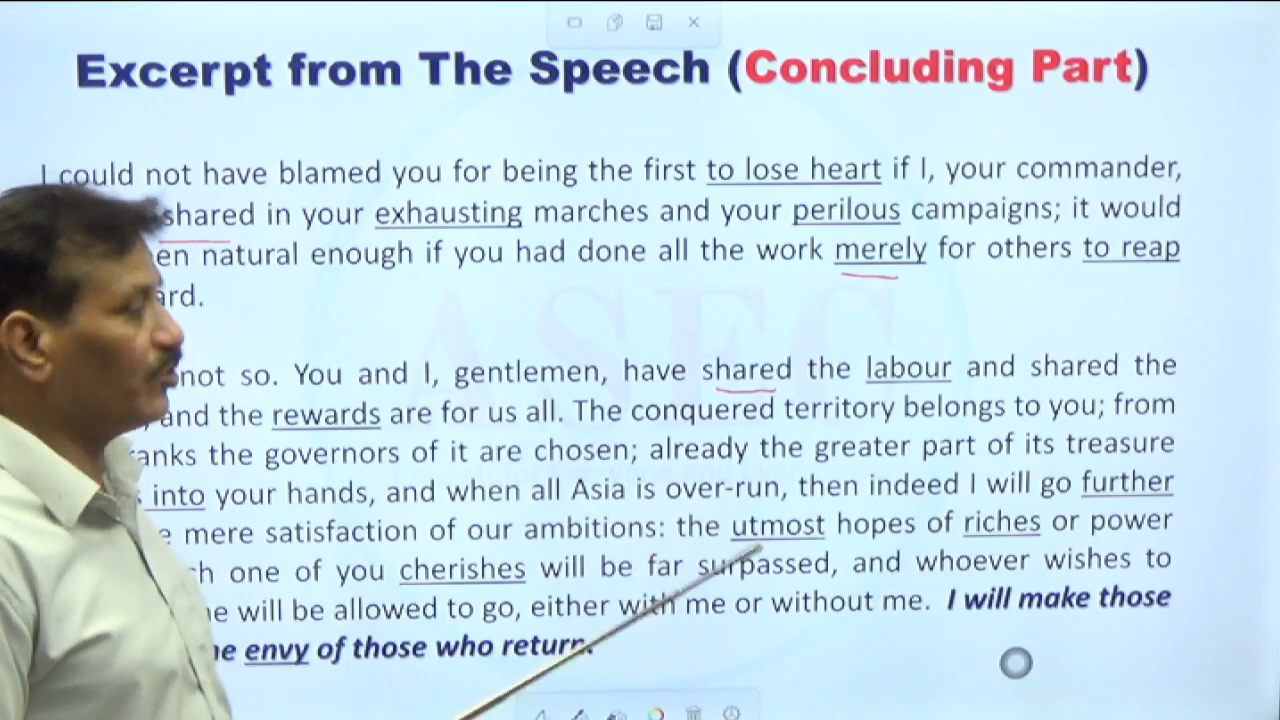 Excerpt from The Speech (Concluding Part)
I could not have blamed you for being the first to lose heart if I, your commander,
shared in your exhausting marches and your perilous campaigns; it would
natural enough if you had done all the work merely for others to reap
not so. You and I, gentlemen, have shared the labour and shared the
and the rewards are for us all. The conquered territory belongs to you; from
the governors of it are chosen; already the greater part of its treasure
into your hands, and when all Asia is over-run, then indeed I will go further
mere satisfaction of our ambitions: the utmost hopes of riches or power
one of you cherishes will be far surpassed, and whoever wishes to
will be allowed to go, either with me or without me. I will make those
envy of those who return.
ASEC